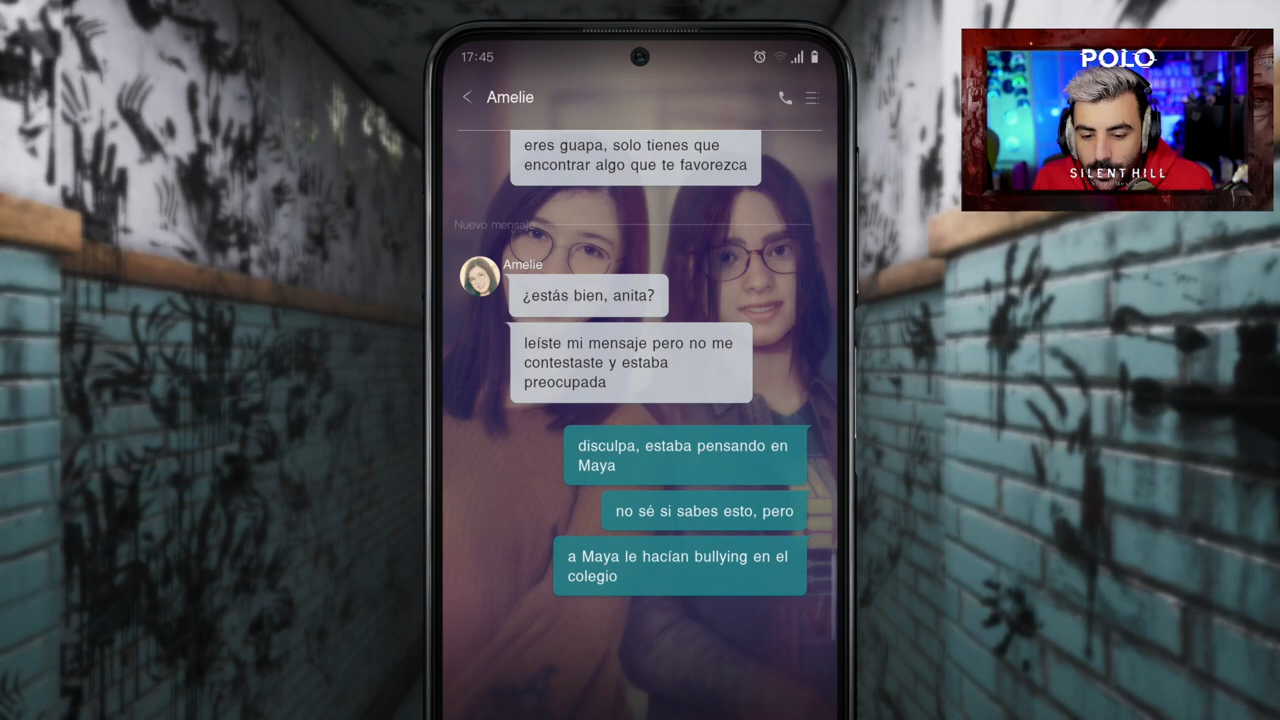 17:45
Amelie
eres guapa, solo tienes que
encontrar algo que te favorezca
Nuevo mensaje
Amelie
¿estás bien, anita?
leíste mi mensaje pero no me
contestaste y estaba
preocupada
disculpa, estaba pensando en
Maya
no sé si sabes esto, pero
a Maya le hacían bullying en el
colegio
POLO
SILENT HILL